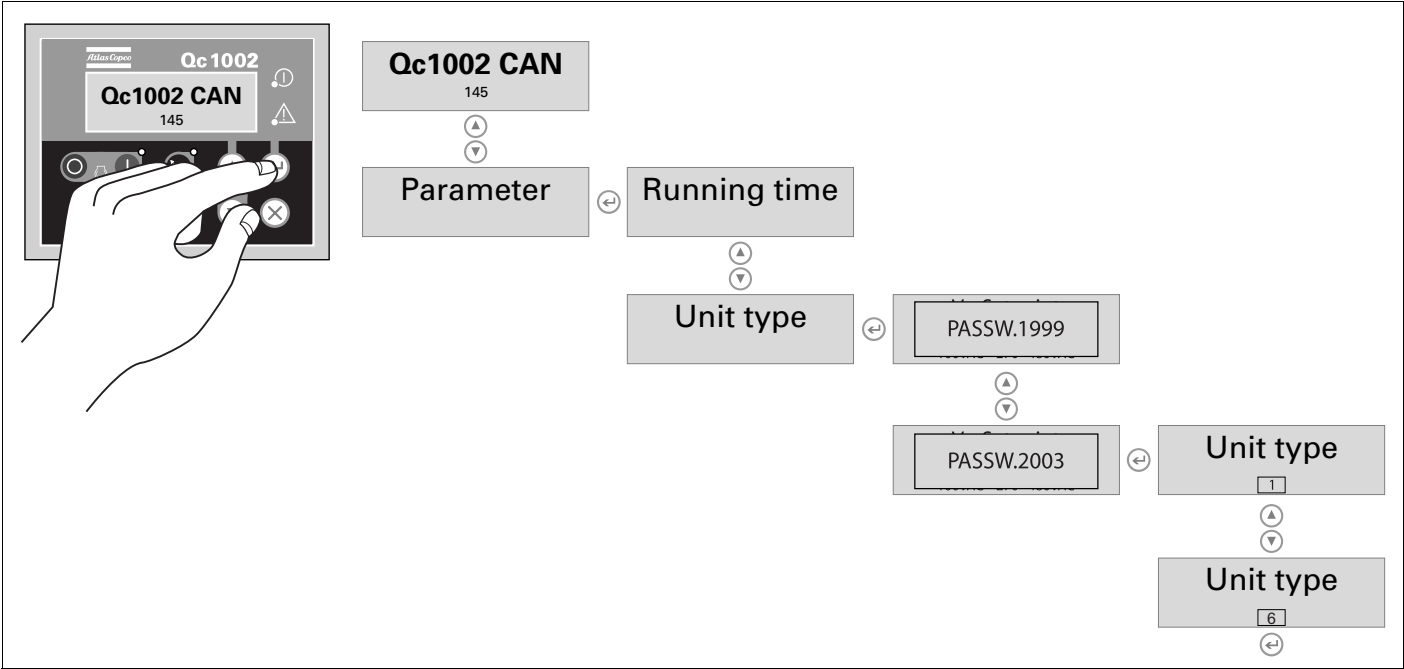 Atlas Copco
Qc1002
Qc1002 CAN
145
Qc1002 CAN
145
Parameter
Running time
Unit type
PASSW.1999
PASSW.2003
Unit type
1
Unit type
6